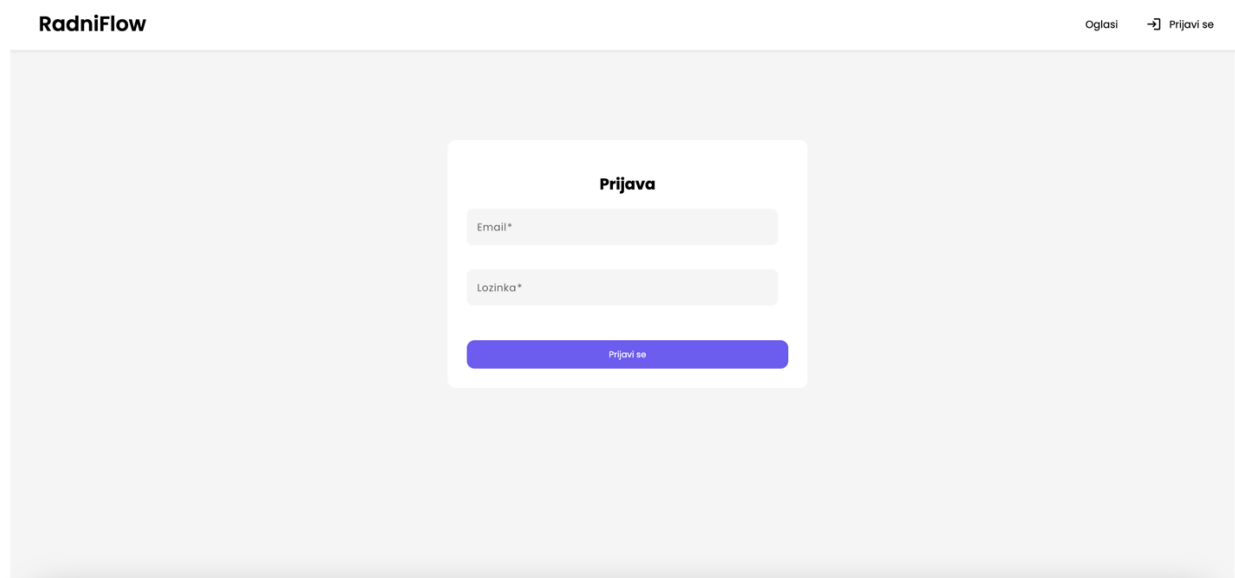 RadniFlow
Oglasi
Prijavi se
Prijava
Email*
Lozinka*
Prijavi se